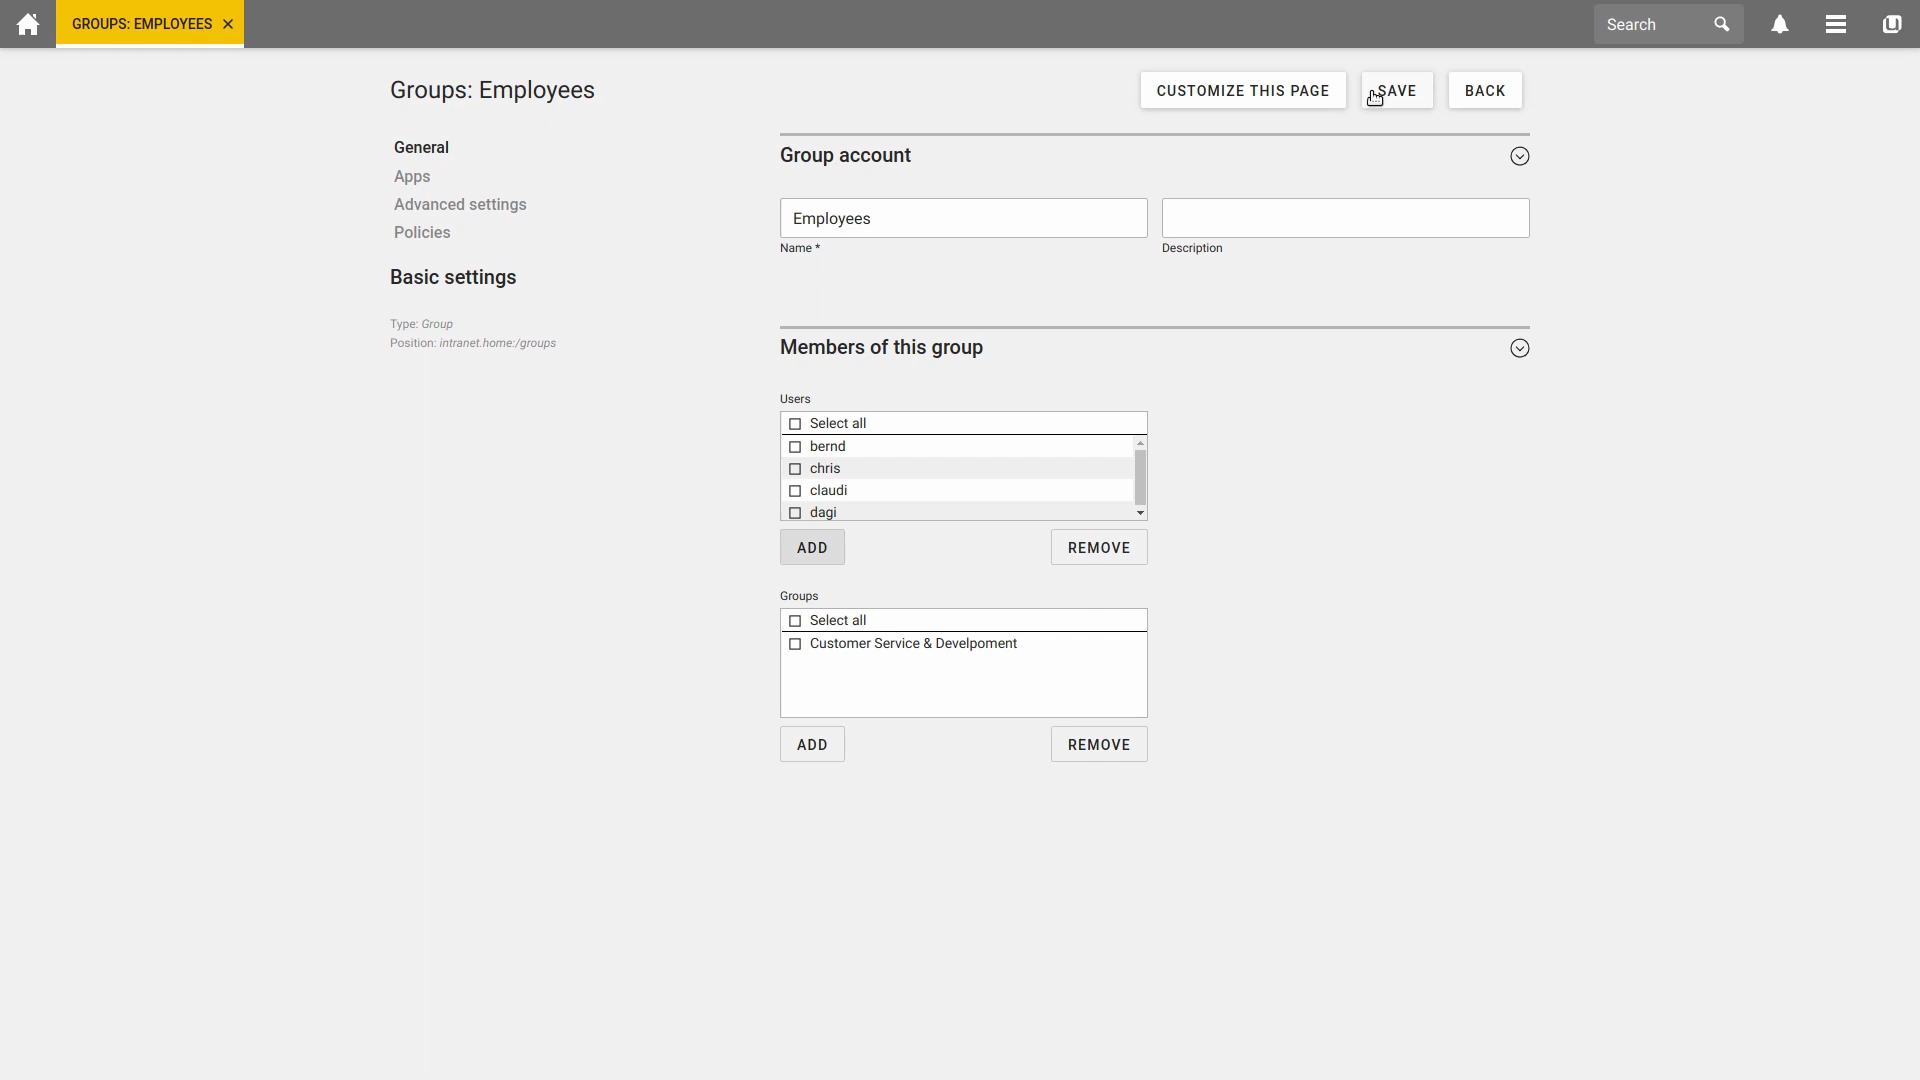 GROUPS: EMPLOYEES
Search
Groups: Employees
CUSTOMIZE THIS PAGE
SAVE
BACK
General
Apps
Advanced settings
Policies
Basic settings
Type: Group
Position: intranet.home:/groups
Group account
Employees
Name *
Description
Members of this group
Users
Select all
bernd
chris
claudi
dagi
ADD
REMOVE
Groups
Select all
Customer Service & Develpoment
ADD
REMOVE